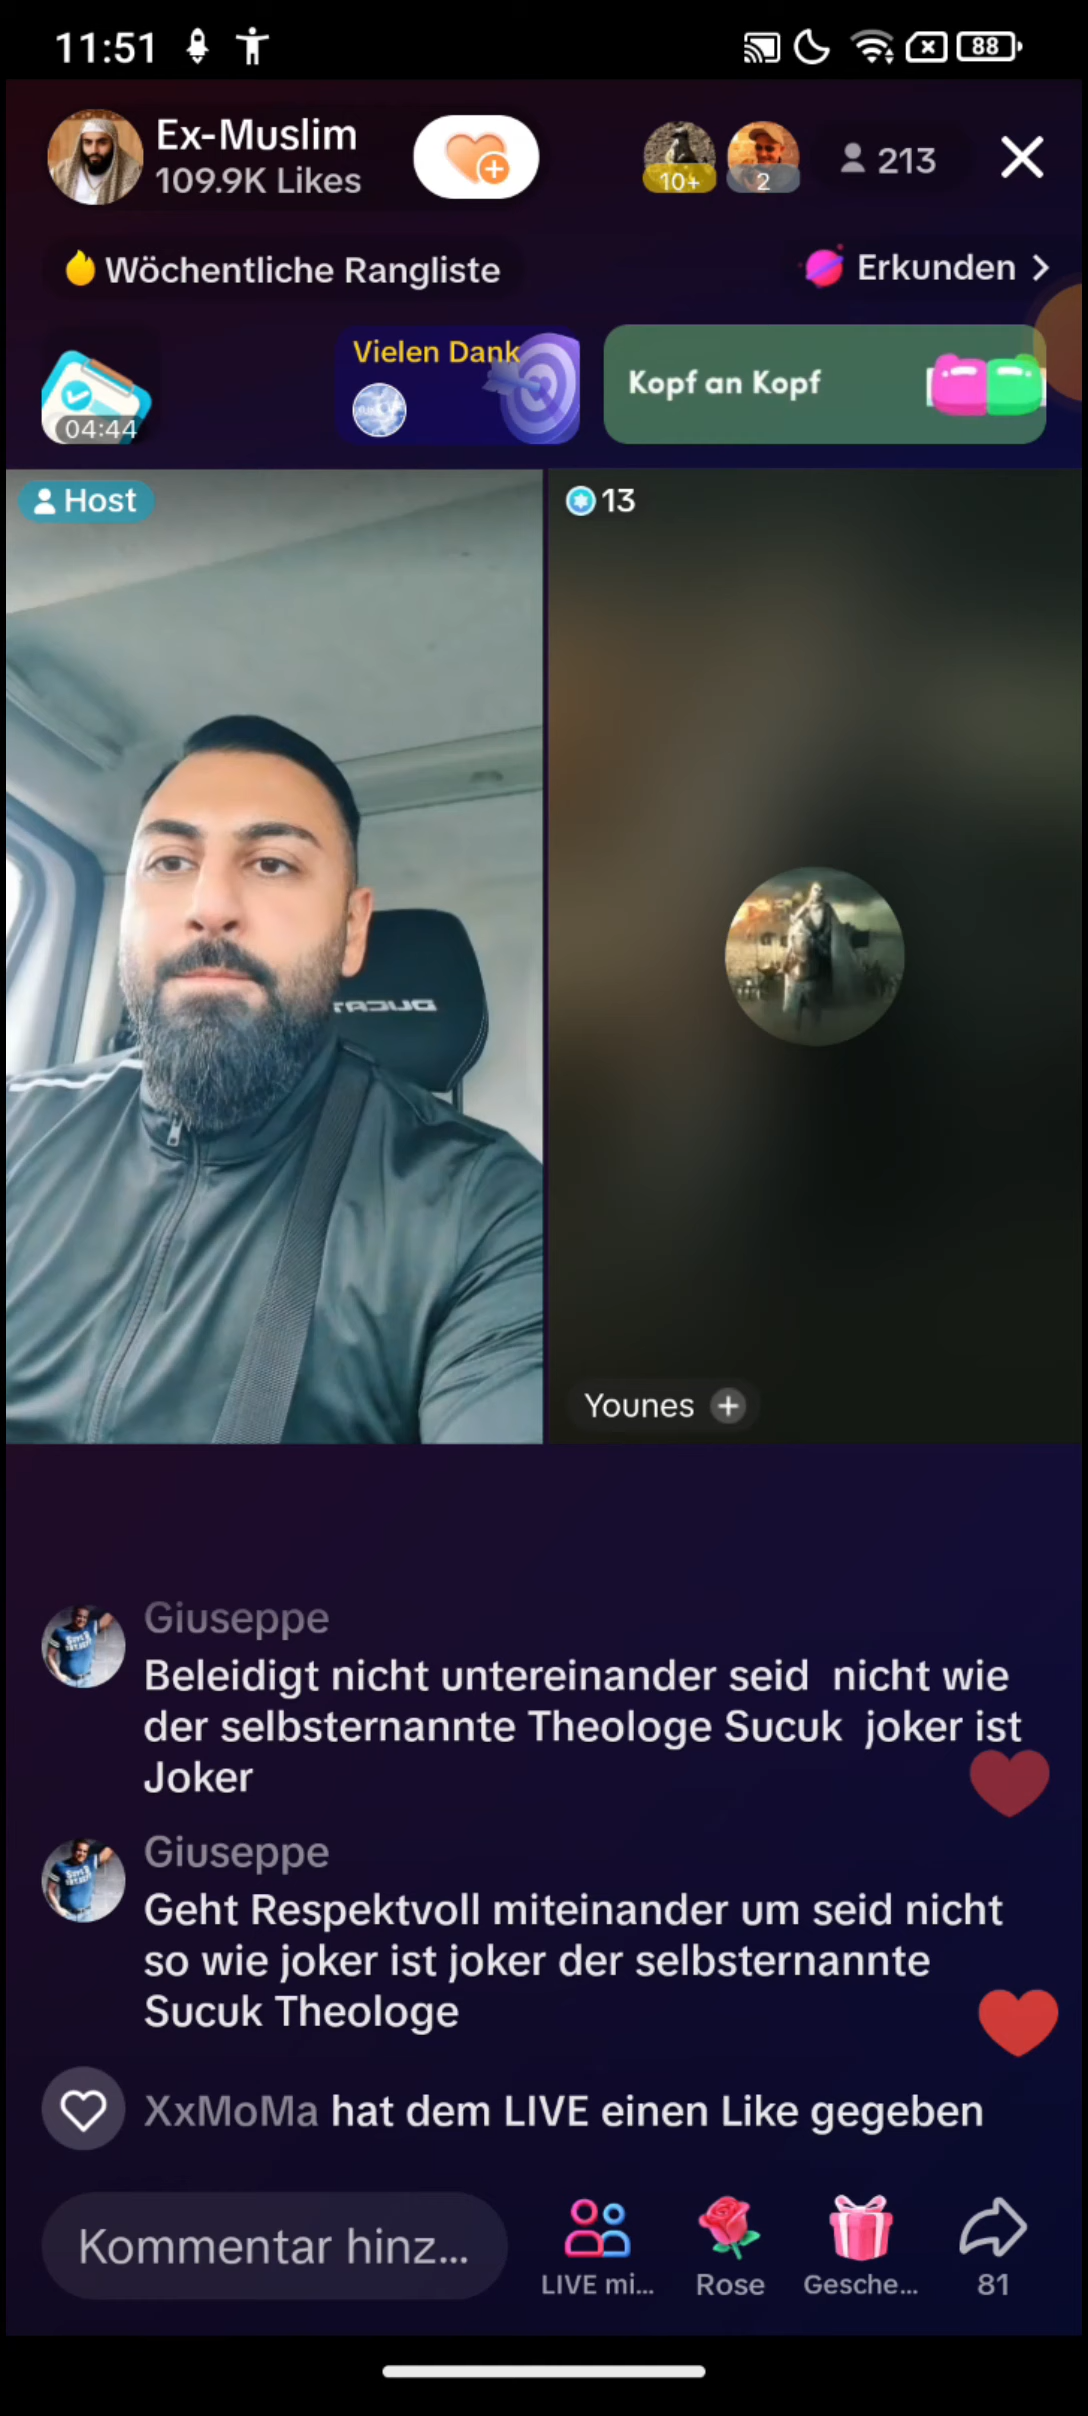 11:51
88
Ex-Muslim
109.9K Likes
10+
2
213
Wöchentliche Rangliste
Erkunden
04:44
Vielen Dank
Kopf an Kopf
Host
13
DUCAT
Younes
Giuseppe
Beleidigt nicht untereinander seid nicht wie
der selbsternannte Theologe Sucuk joker ist
Joker
Giuseppe
Geht Respektvoll miteinander um seid nicht
so wie joker ist joker der selbsternannte
Sucuk Theologe
XxMoMa hat dem LIVE einen Like gegeben
Kommentar hinz...
LIVE mi...
Rose
Gesche...
81